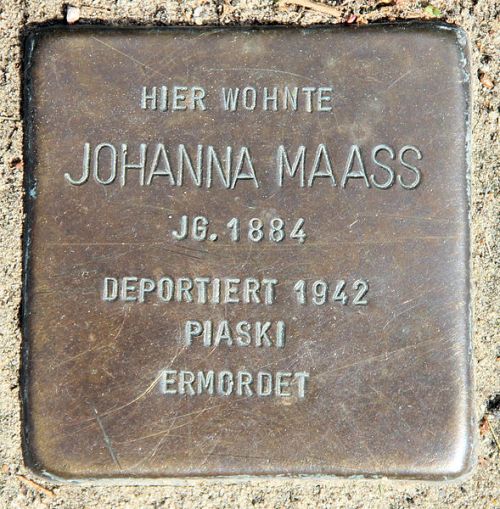 HIER WOHNTE
JOHANNA MAASS
JG. 1884
DEPORTIERT 1942
PIASKI
ERMORDET